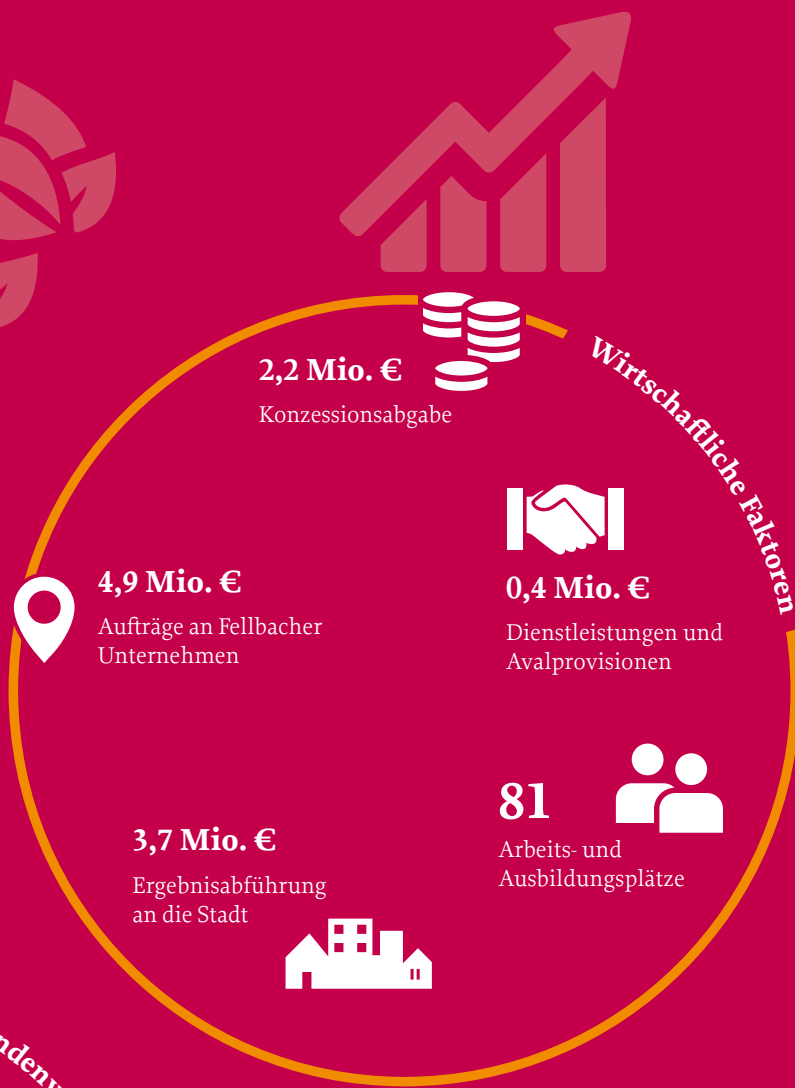 2,2 Mio. €
Konzessionsabgabe
Wirtschaftliche Faktoren
4,9 Mio. €
Aufträge an Fellbacher
Unternehmen
0,4 Mio. €
Dienstleistungen und
Avalprovisionen
81
Arbeits- und
Ausbildungsplätze
3,7 Mio. €
Ergebnisabführung
an die Stadt